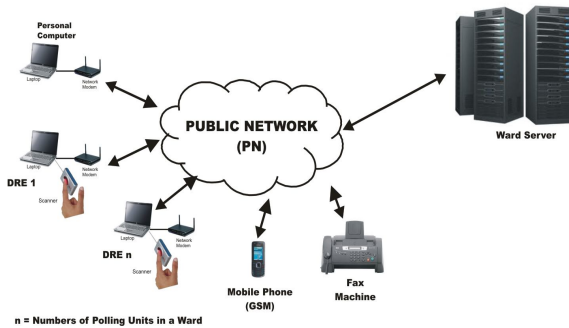 Personal
Computer
Laptop
Network
Modem
PUBLIC NETWORK
(PN)
Ward Server
Laptop
Network
Modem
DRE 1
Scanner
Laptop
Network
Modem
DRE n
Scanner
Mobile Phone
(GSM)
Fax
Machine
n = Numbers of Polling Units in a Ward